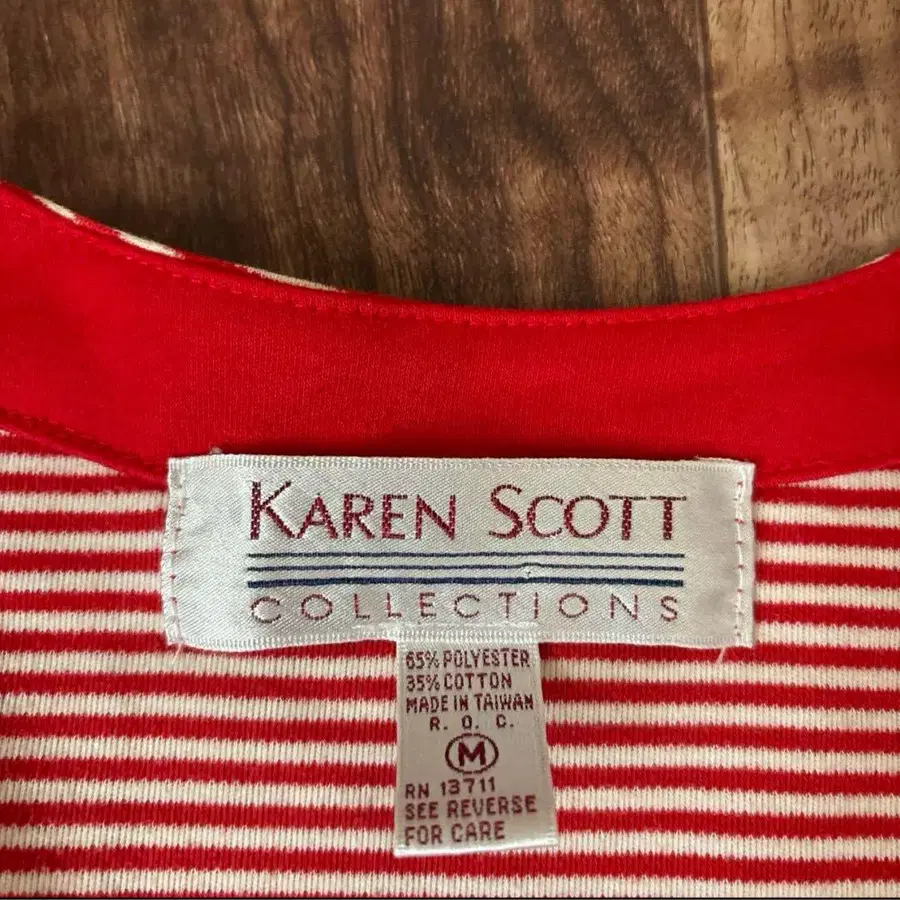 KAREN SCOTT
COLLECTIONS
65% POLYESTER
35% COTTON
MADE IN TAIWAN
R. O. C.
M
RN 13711
SEE REVERSE
FOR CARE